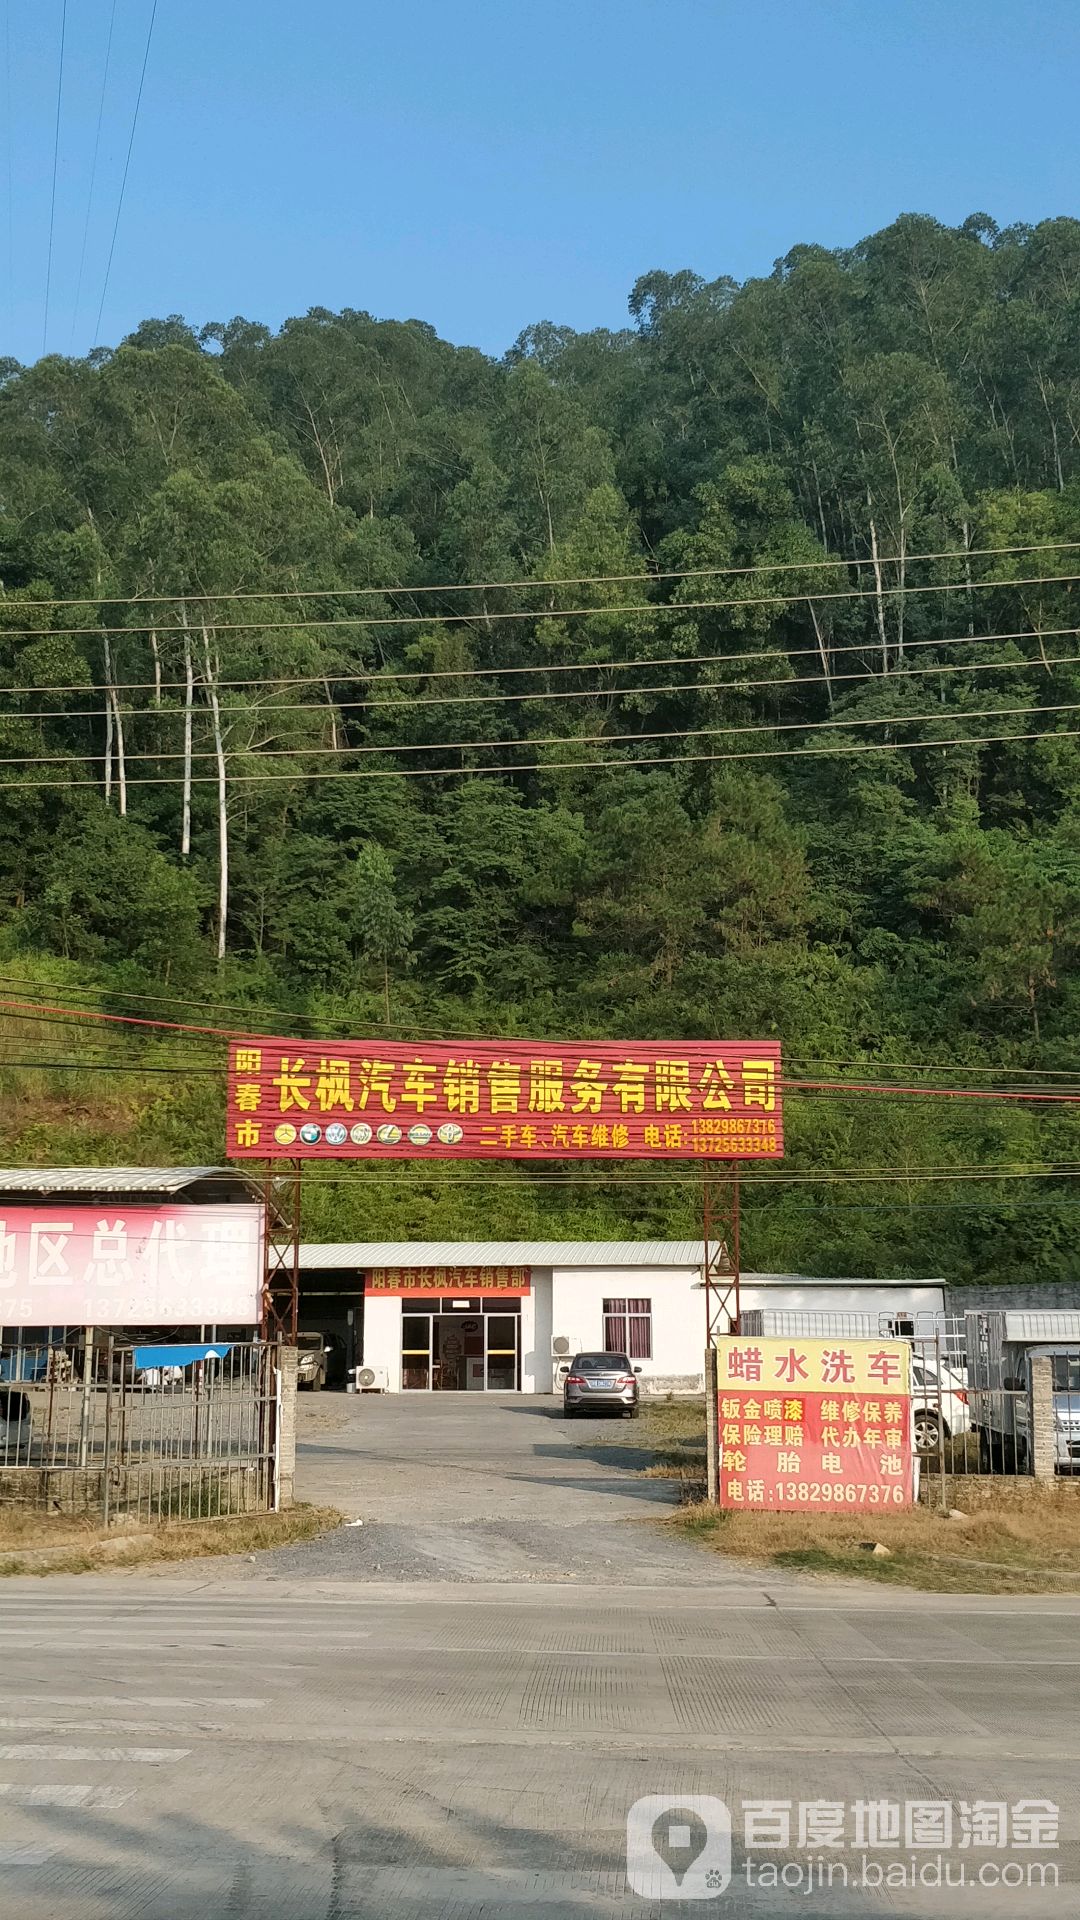 阳春市
长枫汽车销售服务有限公司
二手车、汽车维修 电话:
13829867376
13725633348
地区总代理
275 13725633348
阳春市长枫汽车销售部
蜡水洗车
钣金喷漆 维修保养
保险理赔 代办年审
轮胎电池
电话:13829867376
百度地图淘金
taojin.baidu.com